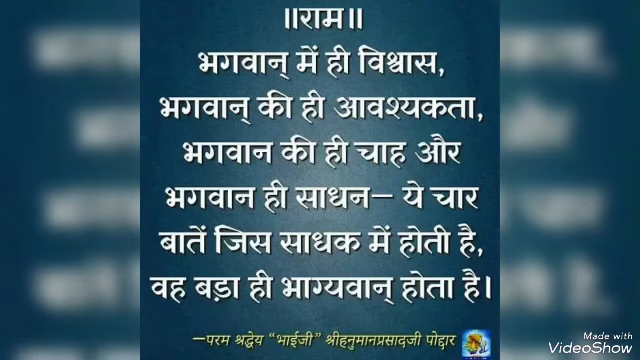 ॥राम॥
भगवान् में ही विश्वास,
भगवान् की ही आवश्यकता,
भगवान की ही चाह और
भगवान ही साधन– ये चार
बातें जिस साधक में होती है,
वह बड़ा ही भाग्यवान् होता है।
–परम श्रद्धेय “भाईजी” श्रीहनुमानप्रसादजी पोद्दार
Made with
VideoShow